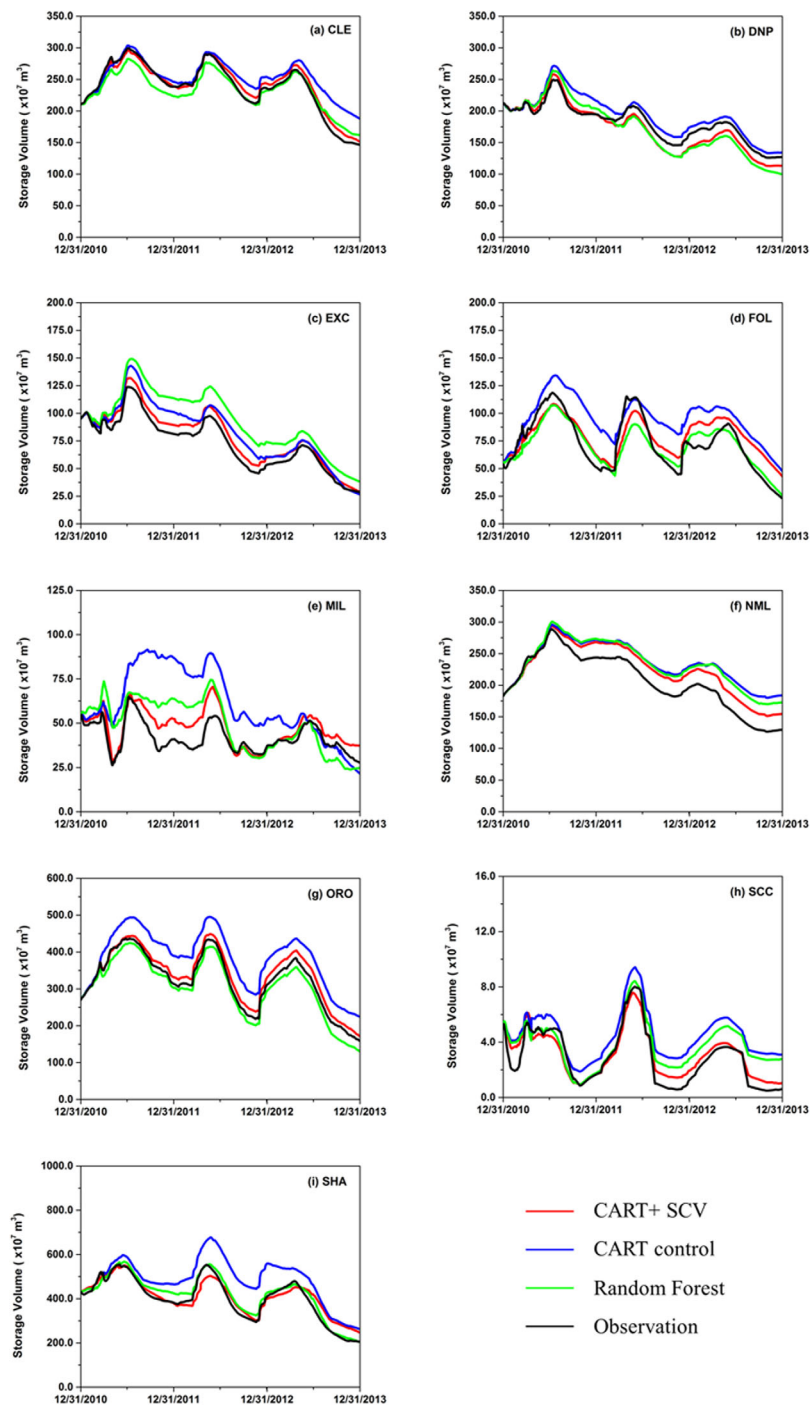 (a) CLE
Storage Volume ( x10⁷ m³)
350.0
300.0
250.0
200.0
150.0
100.0
50.0
0.0
12/31/2010 12/31/2011 12/31/2012 12/31/2013
(b) DNP
Storage Volume ( x10⁷ m³)
350.0
300.0
250.0
200.0
150.0
100.0
50.0
0.0
12/31/2010 12/31/2011 12/31/2012 12/31/2013
(c) EXC
Storage Volume ( x10⁷ m³)
200.0
175.0
150.0
125.0
100.0
75.0
50.0
25.0
0.0
12/31/2010 12/31/2011 12/31/2012 12/31/2013
(d) FOL
Storage Volume ( x10⁷ m³)
200.0
175.0
150.0
125.0
100.0
75.0
50.0
25.0
0.0
12/31/2010 12/31/2011 12/31/2012 12/31/2013
(e) MIL
Storage Volume ( x10⁷ m³)
125.0
100.0
75.0
50.0
25.0
0.0
12/31/2010 12/31/2011 12/31/2012 12/31/2013
(f) NML
Storage Volume ( x10⁷ m³)
350.0
300.0
250.0
200.0
150.0
100.0
50.0
0.0
12/31/2010 12/31/2011 12/31/2012 12/31/2013
(g) ORO
Storage Volume ( x10⁷ m³)
600.0
500.0
400.0
300.0
200.0
100.0
0.0
12/31/2010 12/31/2011 12/31/2012 12/31/2013
(h) SCC
Storage Volume ( x10⁷ m³)
16.0
12.0
8.0
4.0
0.0
12/31/2010 12/31/2011 12/31/2012 12/31/2013
(i) SHA
Storage Volume ( x10⁷ m³)
1000.0
800.0
600.0
400.0
200.0
0.0
12/31/2010 12/31/2011 12/31/2012 12/31/2013
CART+ SCV
CART control
Random Forest
Observation